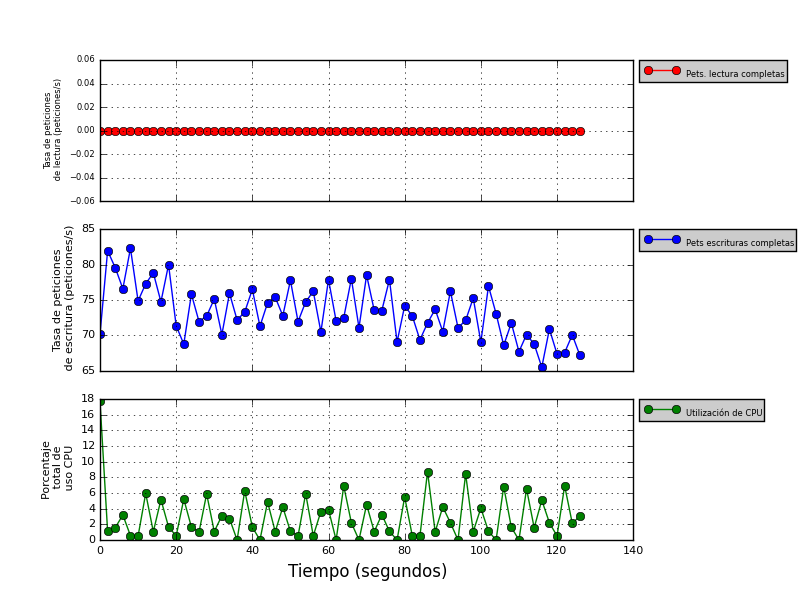 0.06
0.04
0.02
0.00
−0.02
−0.04
−0.06
Tasa de peticiones
de lectura (peticiones/s)
Pets. lectura completas
85
80
75
70
65
Tasa de peticiones
de escritura (peticiones/s)
Pets escrituras completas
18
16
14
12
10
8
6
4
2
0
Porcentaje
total de
uso CPU
Utilización de CPU
0 20 40 60 80 100 120 140
Tiempo (segundos)